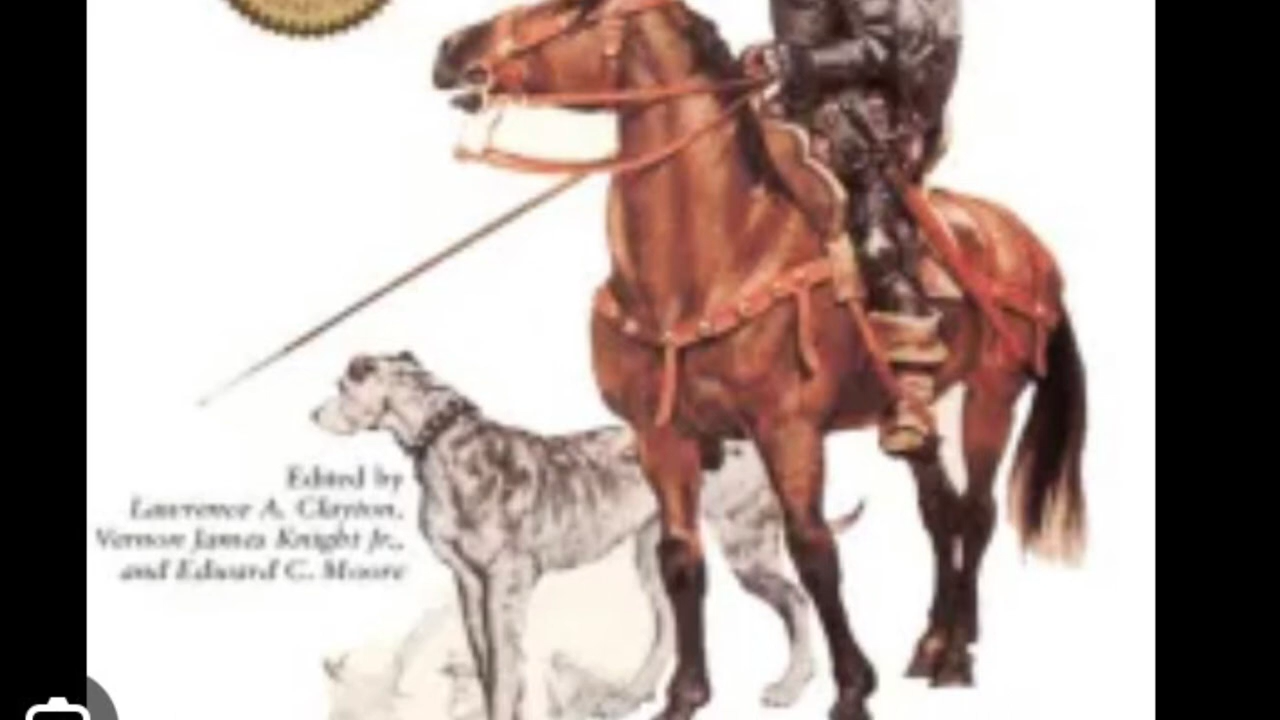 Edited by
Lawrence A. Clayton,
Vernon James Knight Jr.,
and Edward C. Moore